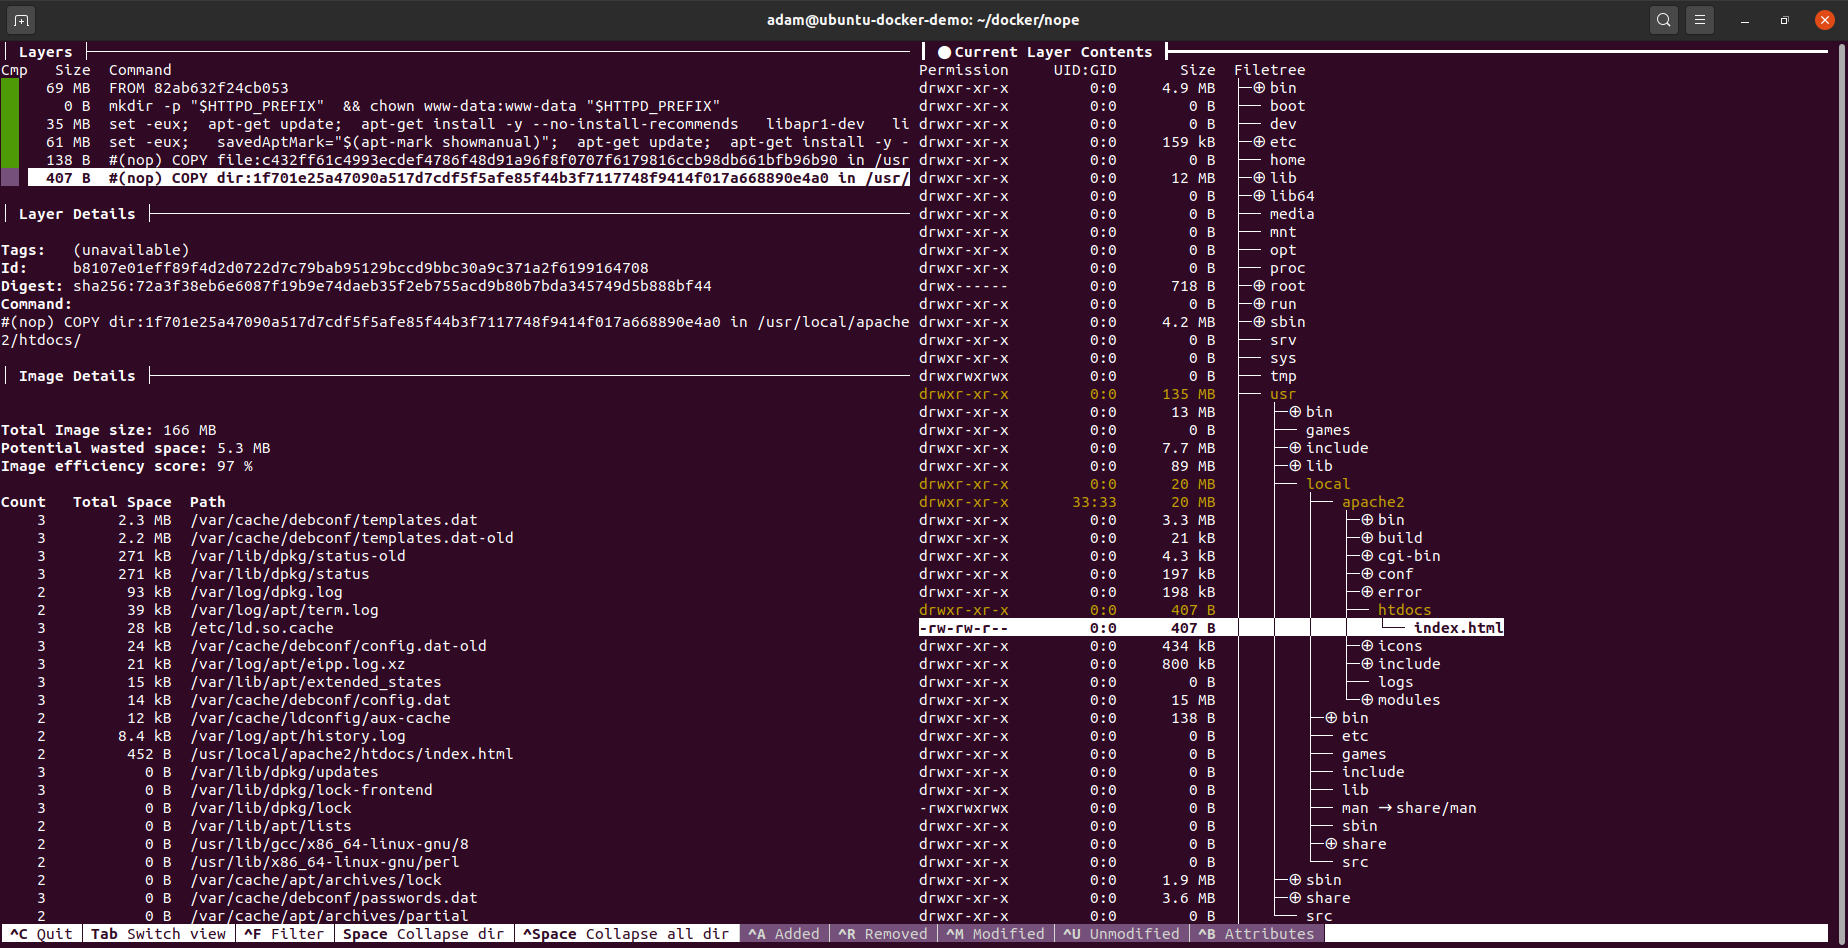 adam@ubuntu-docker-demo: ~/docker/nope
Layers
Cmp Size Command
69 MB FROM 82ab632f24cb053
0 B mkdir -p "$HTTPD_PREFIX" && chown www-data:www-data "$HTTPD_PREFIX"
35 MB set -eux; apt-get update; apt-get install -y --no-install-recommends libapr1-dev li
61 MB set -eux; savedAptMark="$(apt-mark showmanual)"; apt-get update; apt-get install -y -
138 B #(nop) COPY file:c432ff61c4993ecdef4786f48d91a96f8f0707f6179816ccb98db661bfb96b90 in /usr
407 B #(nop) COPY dir:1f701e25a47090a517d7cdf5f5afe85f44b3f7117748f9414f017a668890e4a0 in /usr/
Layer Details
Tags: (unavailable)
Id: b8107e01eff89f4d2d0722d7c79bab95129bccd9bbc30a9c371a2f6199164708
Digest: sha256:72a3f38eb6e6087f19b9e74daeb35f2eb755acd9b80b7bda345749d5b888bf44
Command:
#(nop) COPY dir:1f701e25a47090a517d7cdf5f5afe85f44b3f7117748f9414f017a668890e4a0 in /usr/local/apache
2/htdocs/
Image Details
Total Image size: 166 MB
Potential wasted space: 5.3 MB
Image efficiency score: 97 %
Count Total Space Path
3 2.3 MB /var/cache/debconf/templates.dat
3 2.2 MB /var/cache/debconf/templates.dat-old
3 271 kB /var/lib/dpkg/status-old
3 271 kB /var/lib/dpkg/status
2 93 kB /var/log/dpkg.log
2 39 kB /var/log/apt/term.log
3 28 kB /etc/ld.so.cache
3 24 kB /var/cache/debconf/config.dat-old
3 21 kB /var/log/apt/eipp.log.xz
3 15 kB /var/lib/apt/extended_states
3 14 kB /var/cache/debconf/config.dat
2 12 kB /var/cache/ldconfig/aux-cache
2 8.4 kB /var/log/apt/history.log
2 452 B /usr/local/apache2/htdocs/index.html
3 0 B /var/lib/dpkg/updates
3 0 B /var/lib/dpkg/lock-frontend
3 0 B /var/lib/dpkg/lock
2 0 B /var/lib/apt/lists
2 0 B /usr/lib/gcc/x86_64-linux-gnu/8
2 0 B /usr/lib/x86_64-linux-gnu/perl
2 0 B /var/cache/apt/archives/lock
3 0 B /var/cache/debconf/passwords.dat
2 0 B /var/cache/apt/archives/partial
Current Layer Contents
Permission UID:GID Size Filetree
drwxr-xr-x 0:0 4.9 MB bin
drwxr-xr-x 0:0 0 B boot
drwxr-xr-x 0:0 0 B dev
drwxr-xr-x 0:0 159 kB etc
drwxr-xr-x 0:0 0 B home
drwxr-xr-x 0:0 12 MB lib
drwxr-xr-x 0:0 0 B lib64
drwxr-xr-x 0:0 0 B media
drwxr-xr-x 0:0 0 B mnt
drwxr-xr-x 0:0 0 B opt
drwxr-xr-x 0:0 0 B proc
drwx------ 0:0 718 B root
drwxr-xr-x 0:0 0 B run
drwxr-xr-x 0:0 4.2 MB sbin
drwxr-xr-x 0:0 0 B srv
drwxr-xr-x 0:0 0 B sys
drwxrwxrwx 0:0 0 B tmp
drwxr-xr-x 0:0 135 MB usr
drwxr-xr-x 0:0 13 MB bin
drwxr-xr-x 0:0 0 B games
drwxr-xr-x 0:0 7.7 MB include
drwxr-xr-x 0:0 89 MB lib
drwxr-xr-x 0:0 20 MB local
drwxr-xr-x 33:33 20 MB apache2
drwxr-xr-x 0:0 3.3 MB bin
drwxr-xr-x 0:0 21 kB build
drwxr-xr-x 0:0 4.3 kB cgi-bin
drwxr-xr-x 0:0 197 kB conf
drwxr-xr-x 0:0 198 kB error
drwxr-xr-x 0:0 407 B htdocs
-rw-rw-r-- 0:0 407 B index.html
drwxr-xr-x 0:0 434 kB icons
drwxr-xr-x 0:0 800 kB include
drwxr-xr-x 0:0 0 B logs
drwxr-xr-x 0:0 15 MB modules
drwxr-xr-x 0:0 138 B bin
drwxr-xr-x 0:0 0 B etc
drwxr-xr-x 0:0 0 B games
drwxr-xr-x 0:0 0 B include
drwxr-xr-x 0:0 0 B lib
-rwxrwxrwx 0:0 0 B man → share/man
drwxr-xr-x 0:0 0 B sbin
drwxr-xr-x 0:0 0 B share
drwxr-xr-x 0:0 0 B src
drwxr-xr-x 0:0 1.9 MB sbin
drwxr-xr-x 0:0 3.6 MB share
drwxr-xr-x 0:0 0 B src
^C Quit Tab Switch view ^F Filter Space Collapse dir ^Space Collapse all dir ^A Added ^R Removed ^M Modified ^U Unmodified ^B Attributes